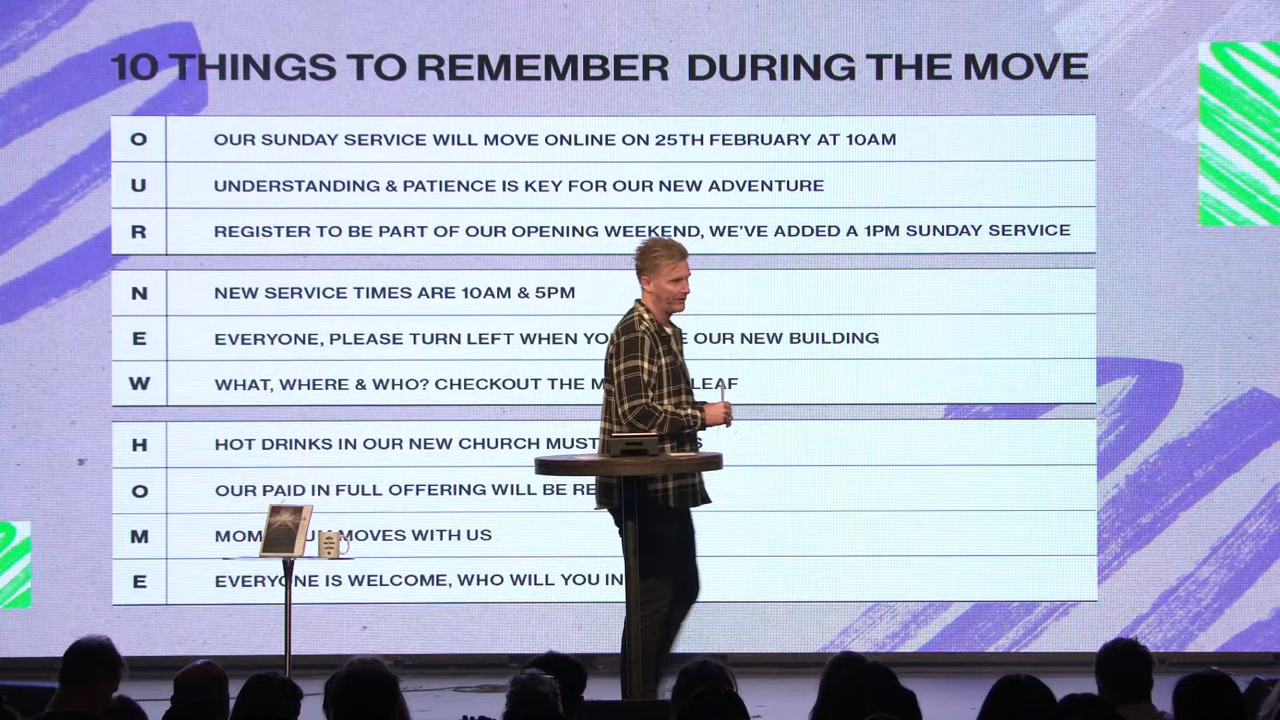 10 THINGS TO REMEMBER DURING THE MOVE
O OUR SUNDAY SERVICE WILL MOVE ONLINE ON 25TH FEBRUARY AT 10AM
U UNDERSTANDING & PATIENCE IS KEY FOR OUR NEW ADVENTURE
R REGISTER TO BE PART OF OUR OPENING WEEKEND, WE'VE ADDED A 1PM SUNDAY SERVICE
N NEW SERVICE TIMES ARE 10AM & 5PM
E EVERYONE, PLEASE TURN LEFT WHEN OUR NEW BUILDING
W WHAT, WHERE & WHO? CHECKOUT THE
H HOT DRINKS IN OUR NEW CHURCH MUST
O OUR PAID IN FULL OFFERING WILL BE
M MOVES WITH US
E EVERYONE IS WELCOME, WHO WILL YOU